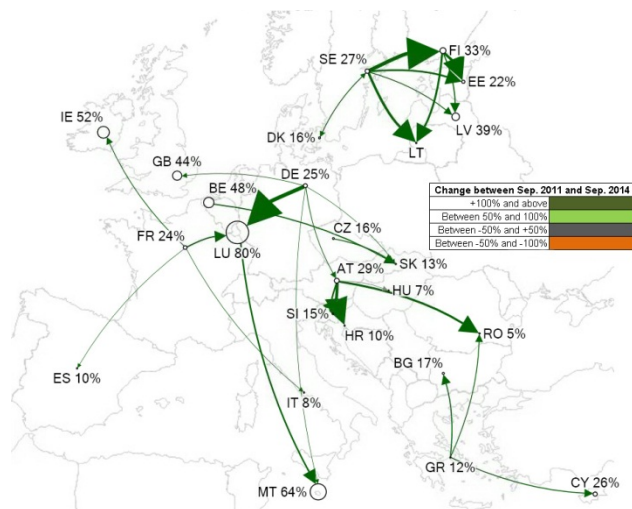 FI 33%
SE 27%
EE 22%
IE 52%
LV 39%
DK 16%
LT
GB 44%
DE 25%
BE 48%
Change between Sep. 2011 and Sep. 2014
+100% and above
Between 50% and 100%
Between -50% and +50%
Between -50% and -100%
FR 24%
CZ 16%
LU 80%
SK 13%
AT 29%
HU 7%
SI 15%
HR 10%
RO 5%
BG 17%
ES 10%
IT 8%
GR 12%
CY 26%
MT 64%